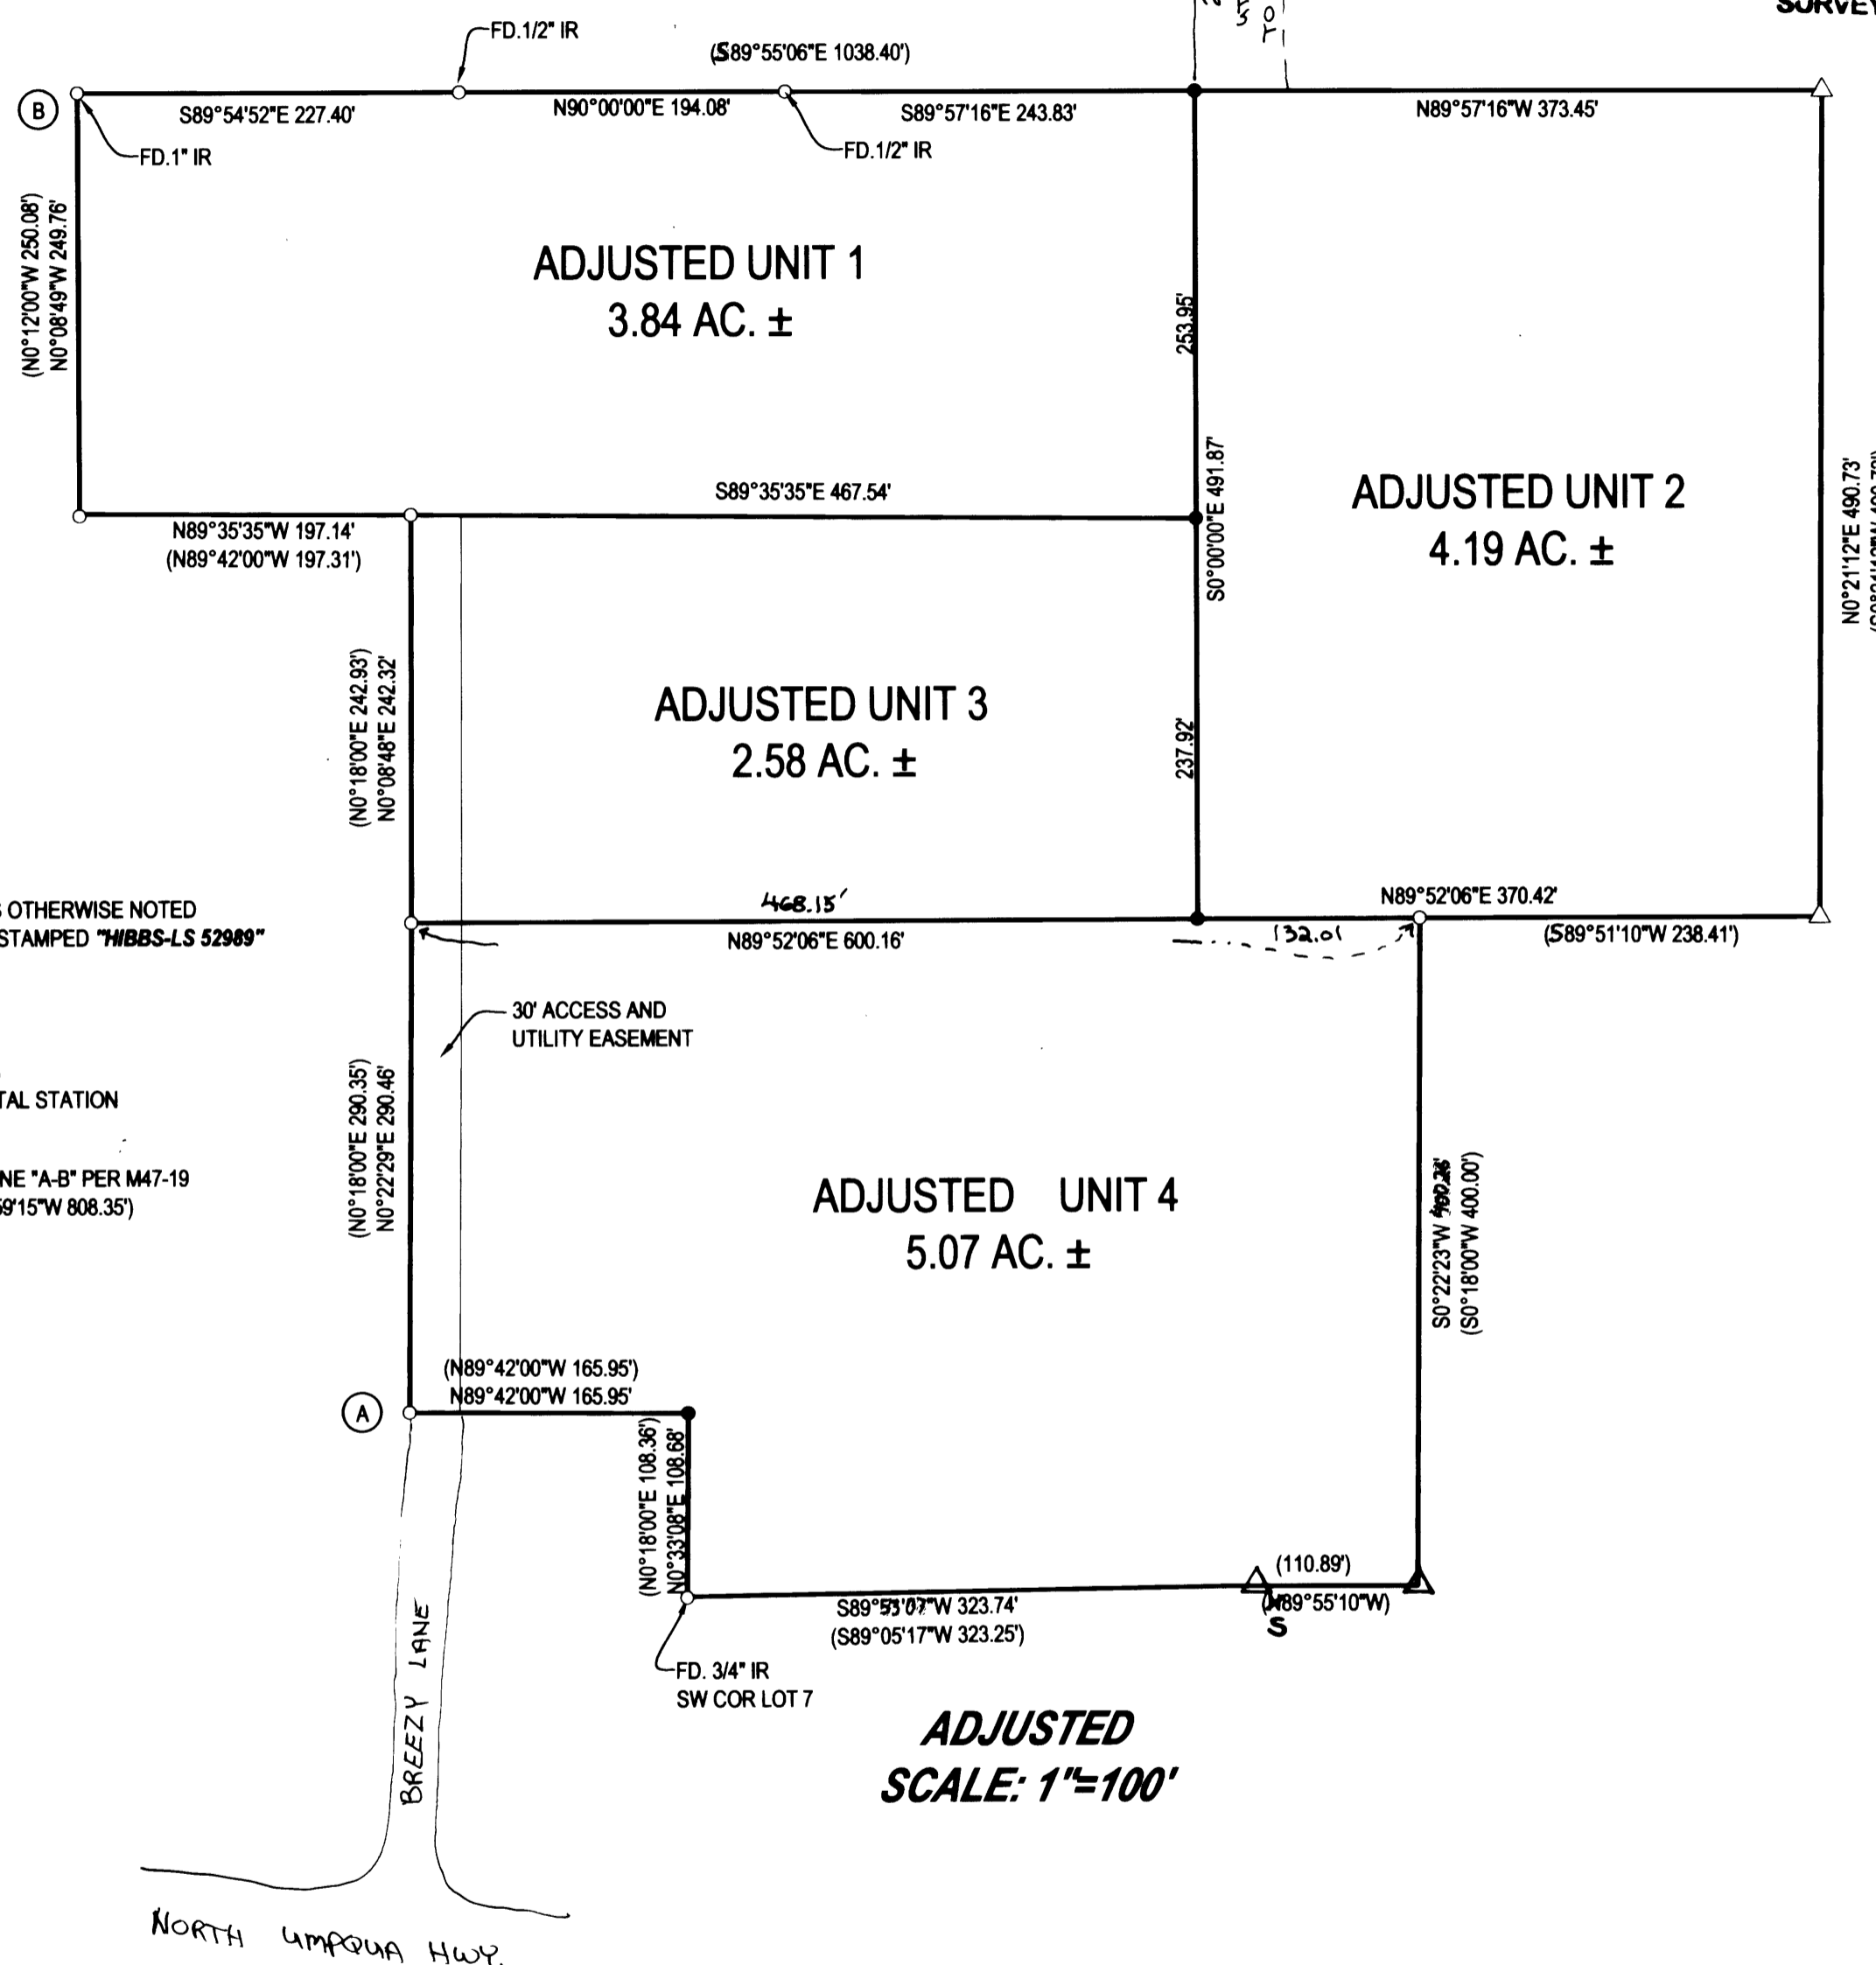 SURVEY
FD.1/2" IR
(S89°55'06"E 1038.40')
B
S89°54'52"E 227.40'
N90°00'00"E 194.08'
S89°57'16"E 243.83'
N89°57'16"W 373.45'
FD.1" IR
FD.1/2" IR
(N0°12'00"W 250.08')
N0°08'49"W 249.76'
ADJUSTED UNIT 1
3.84 AC. ±
253.95'
S0°00'00"E 491.87'
ADJUSTED UNIT 2
4.19 AC. ±
N0°21'12"E 490.73'
S89°35'35"E 467.54'
N89°35'35"W 197.14'
(N89°42'00"W 197.31')
(N0°18'00"E 242.93')
N0°08'48"E 242.32'
ADJUSTED UNIT 3
2.58 AC. ±
237.92'
OTHERWISE NOTED
STAMPED "HIBBS-LS 52989"
468.15'
N89°52'06"E 600.16'
N89°52'06"E 370.42'
132.01
(S89°51'10"W 238.41')
30' ACCESS AND
UTILITY EASEMENT
TAL STATION
(N0°18'00"E 290.35')
N0°22'29"E 290.46'
NE "A-B" PER M47-19
9'15"W 808.35')
ADJUSTED UNIT 4
5.07 AC. ±
S0°22'23"W
(S0°18'00"W 400.00')
(N89°42'00"W 165.95')
N89°42'00"W 165.95'
A
(N0°18'00"E 108.36')
N0°33'08"E 108.68'
(110.89')
(N89°55'10"W)
S
323.74'
(S89°05'17"W 323.25')
FD. 3/4" IR
SW COR LOT 7
BREEZY LANE
ADJUSTED
SCALE: 1"=100'
NORTH UMPQUA HWY.